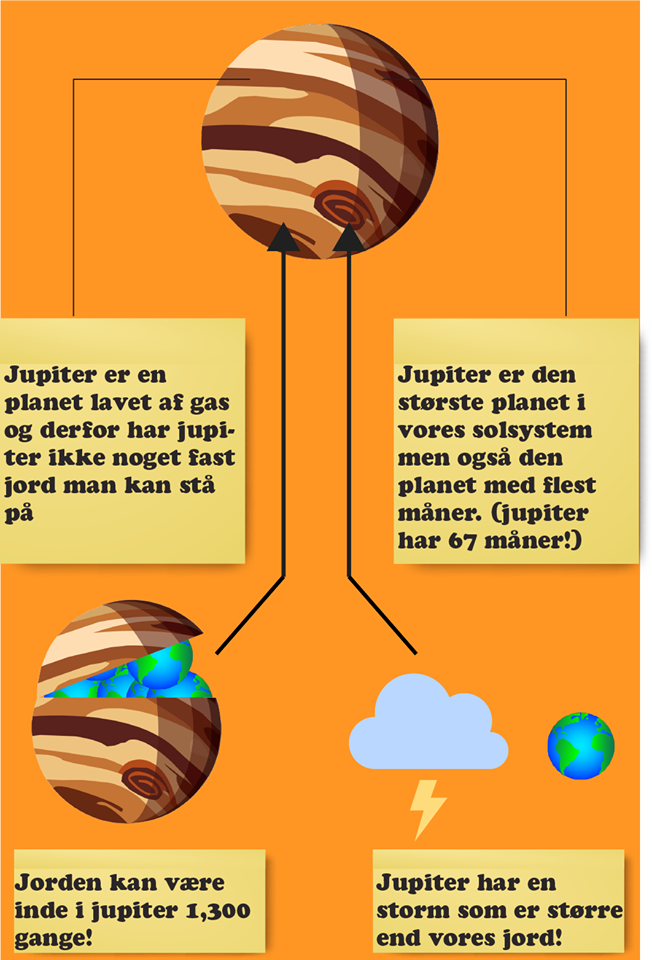 Jupiter er en
planet lavet af gas
og derfor har jupi-
ter ikke noget fast
jord man kan stå
på
Jupiter er den
største planet i
vores solsystem
men også den
planet med flest
måner. (jupiter
har 67 måner!)
Jorden kan være
inde i jupiter 1,300
gange!
Jupiter har en
storm som er større
end vores jord!